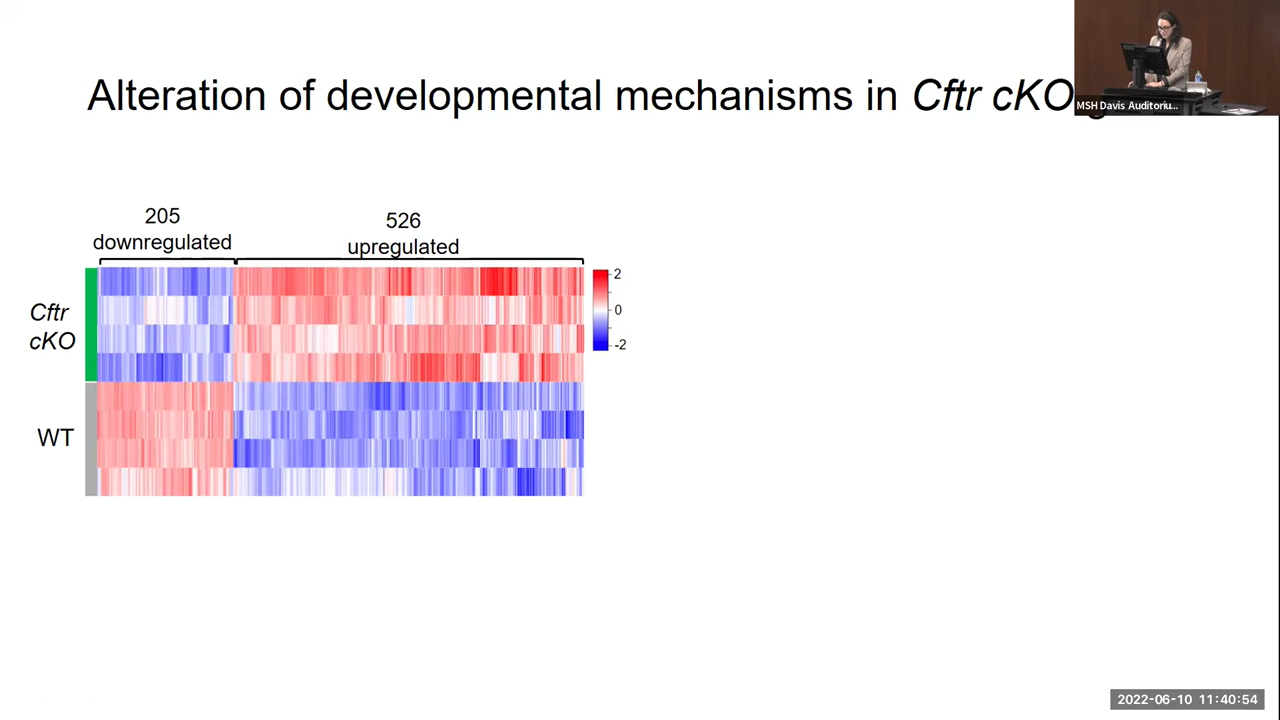 Alteration of developmental mechanisms in Cftr cKO
MSH Davis Auditoriu...
205
downregulated
526
upregulated
2
0
-2
Cftr
cKO
WT
2022-06-10 11:40:54